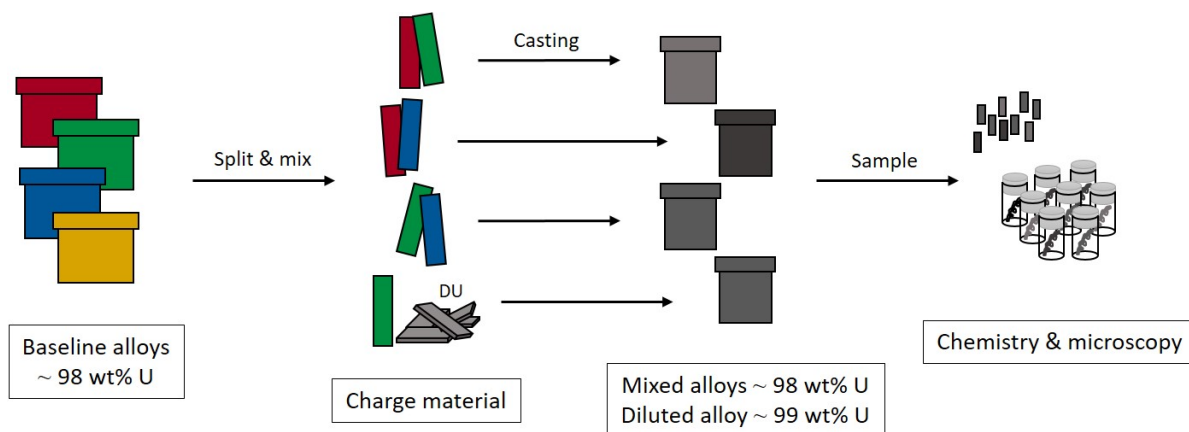 Casting
Split & mix
Sample
DU
Baseline alloys
~ 98 wt% U
Charge material
Mixed alloys ~ 98 wt% U
Diluted alloy ~ 99 wt% U
Chemistry & microscopy